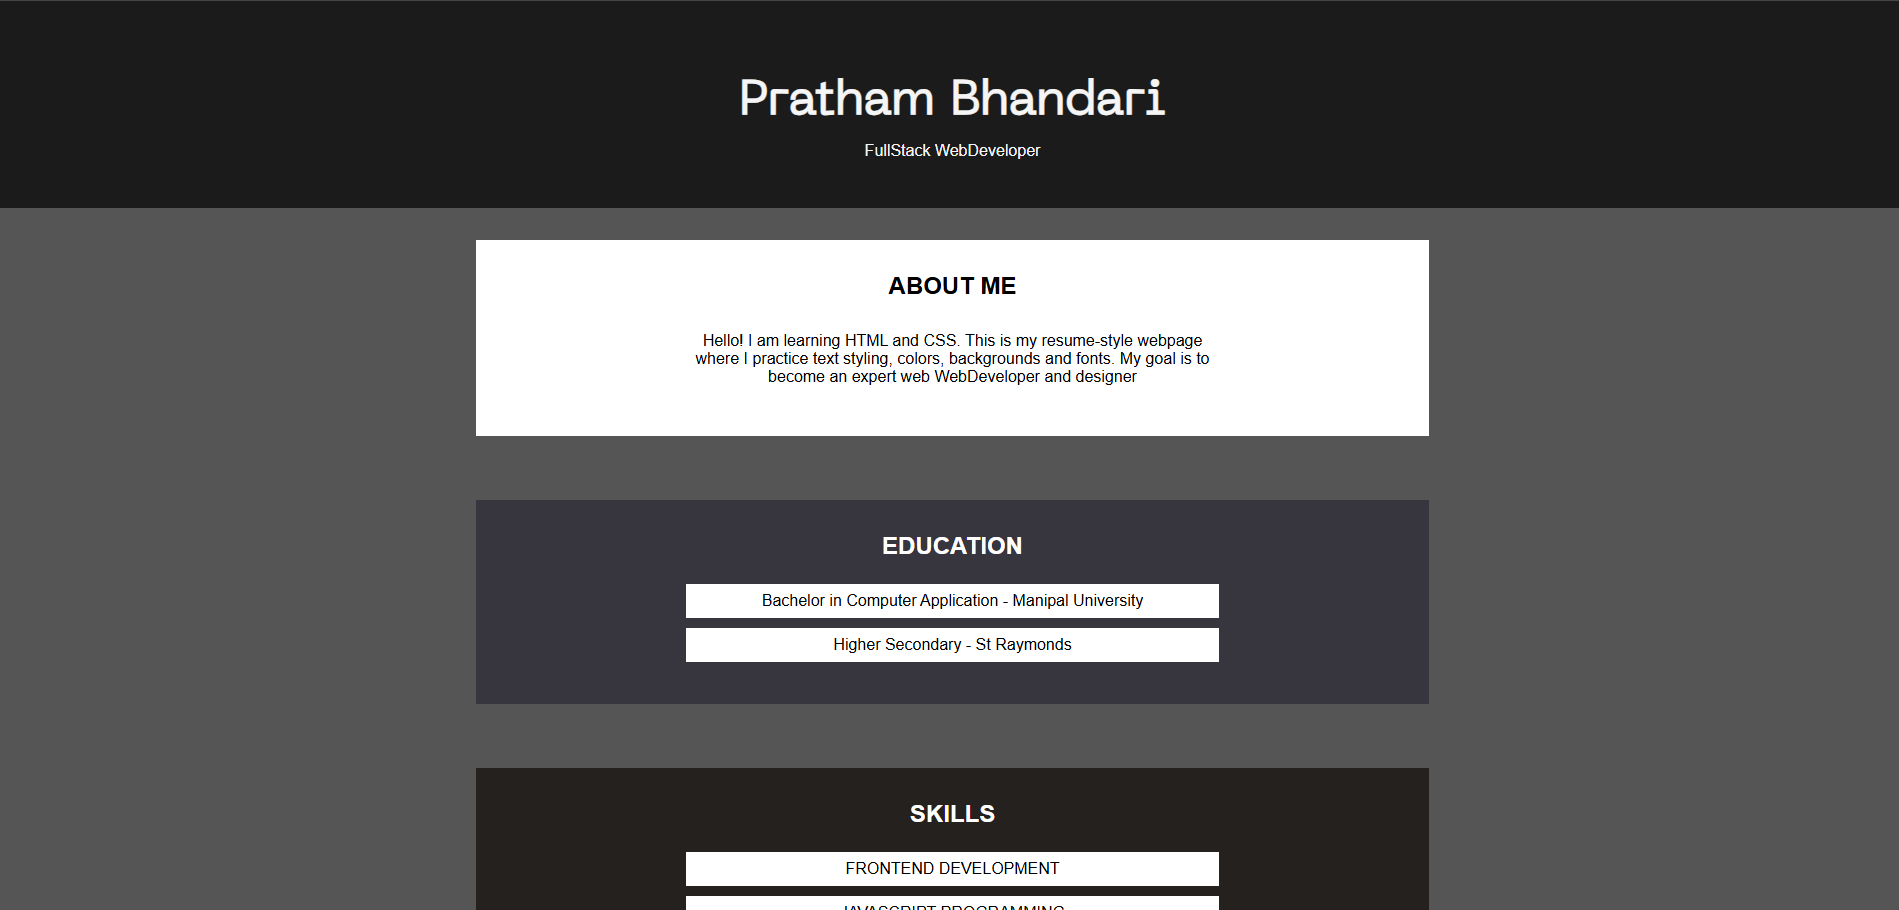 Pratham Bhandari
FullStack WebDeveloper
ABOUT ME
Hello! I am learning HTML and CSS. This is my resume-style webpage
where I practice text styling, colors, backgrounds and fonts. My goal is to
become an expert web WebDeveloper and designer
EDUCATION
Bachelor in Computer Application - Manipal University
Higher Secondary - St Raymonds
SKILLS
FRONTEND DEVELOPMENT
JAVASCRIPT PROGRAMMING